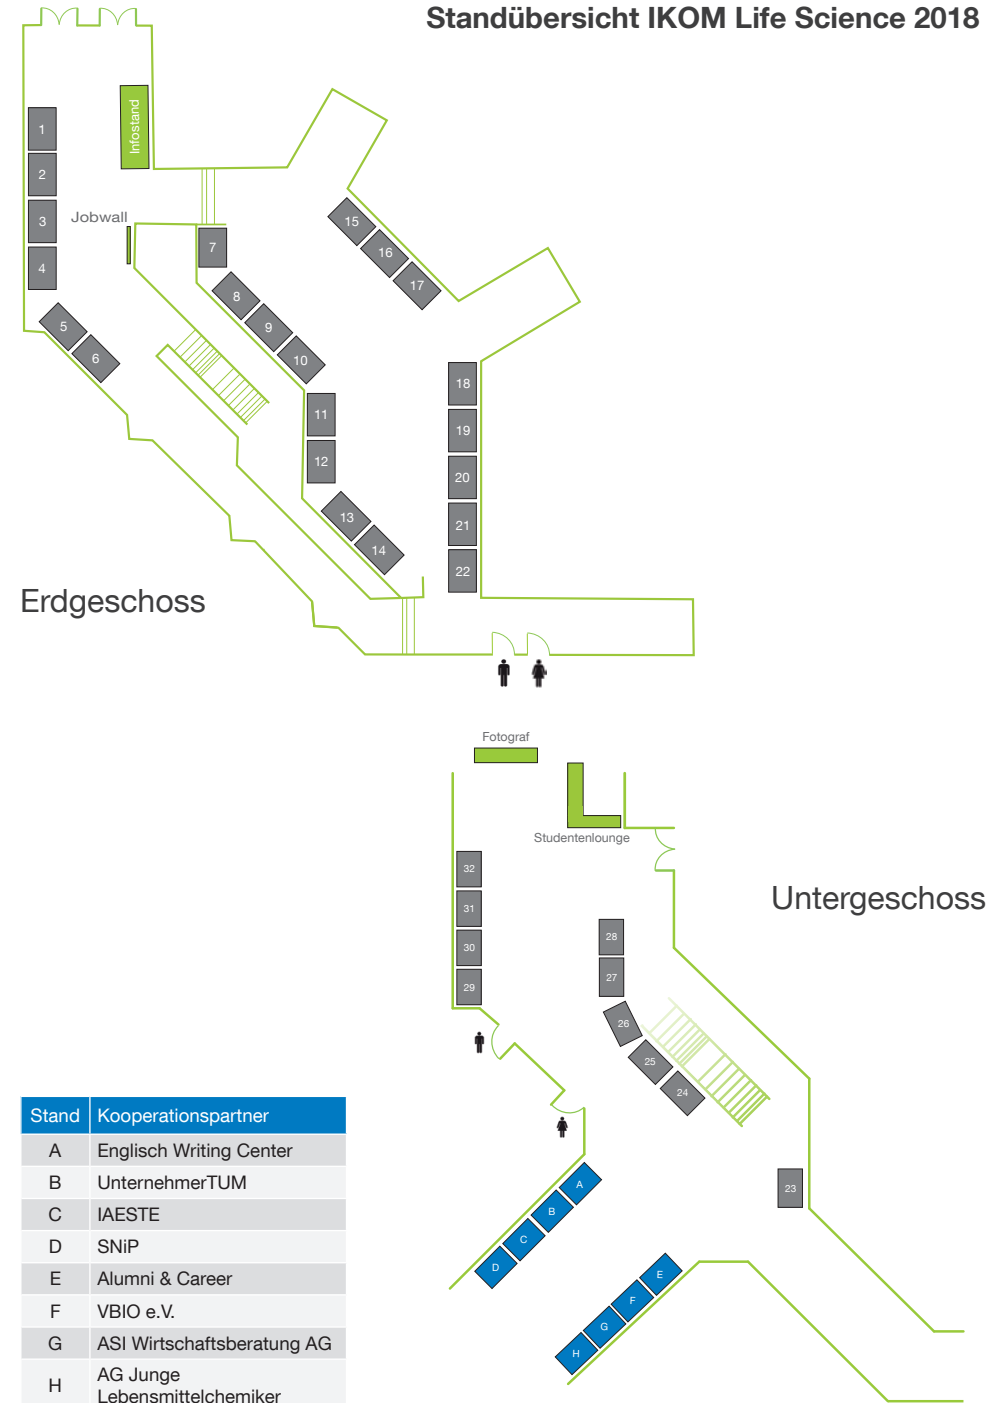 Standübersicht IKOM Life Science 2018
Infostand
1
2
3
Jobwall
4
5
6
7
8
9
10
11
12
13
14
15
16
17
18
19
20
21
22
Erdgeschoss
Fotograf
Studentenlounge
Untergeschoss
32
31
30
29
28
27
26
25
24
23
A
B
C
D
E
F
G
H
Stand Kooperationspartner
A Englisch Writing Center
B UnternehmerTUM
C IAESTE
D SNiP
E Alumni & Career
F VBIO e.V.
G ASI Wirtschaftsberatung AG
H AG Junge
Lebensmittelchemiker